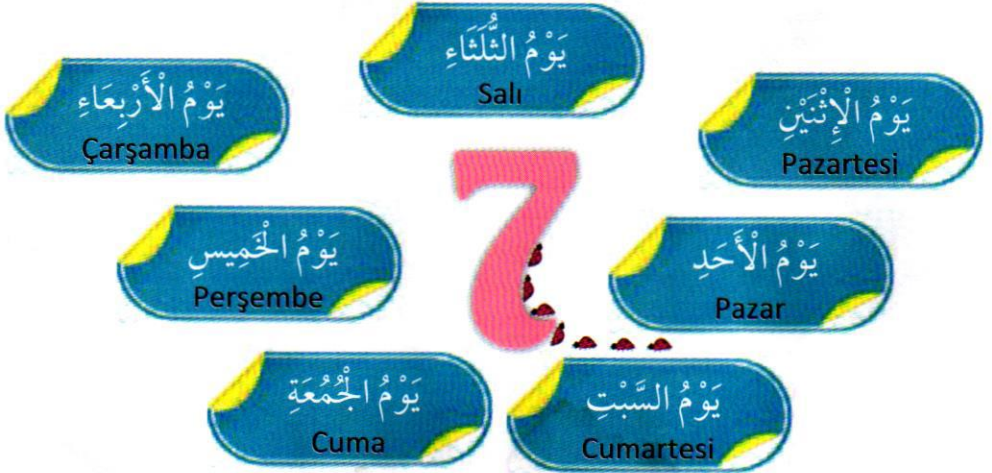 يَوْمُ الثُّلَثَاءِ
Salı
يَوْمُ الْأَرْبِعَاءِ
Çarşamba
يَوْمُ الْإِثْنَيْنِ
Pazartesi
7
يَوْمُ الْخَمِيسِ
Perşembe
يَوْمُ الْأَحَدِ
Pazar
يَوْمُ الْجُمُعَةِ
Cuma
يَوْمُ السَّبْتِ
Cumartesi